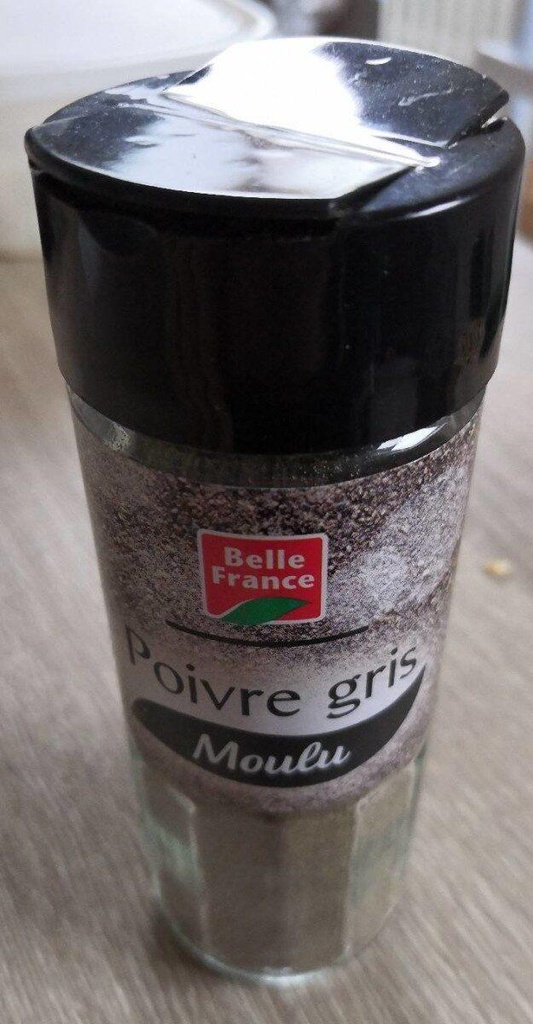 Belle
France
Poivre gris
Moulu